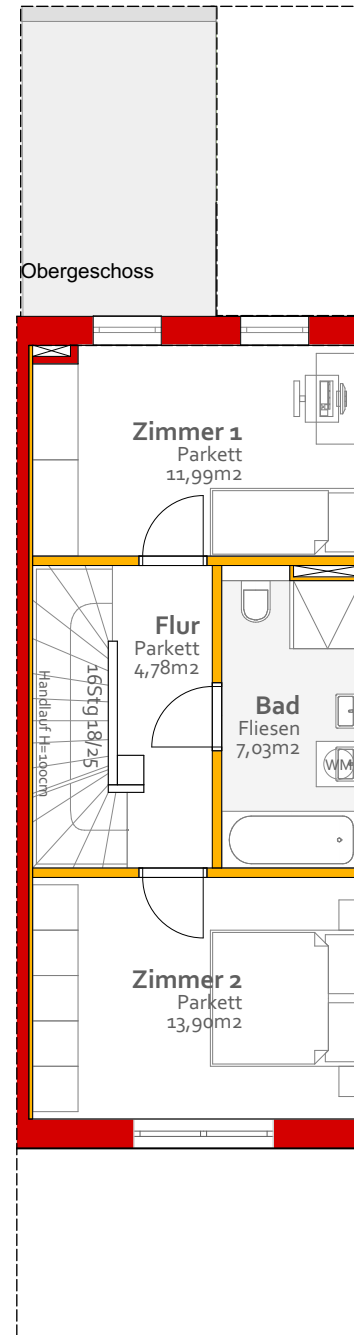 Obergeschoss
Zimmer 1
Parkett
11,99m2
Flur
Parkett
4,78m2
16Stg 18/25
Handlauf H=100cm
Bad
Fliesen
7,03m2
WM
Zimmer 2
Parkett
13,90m2